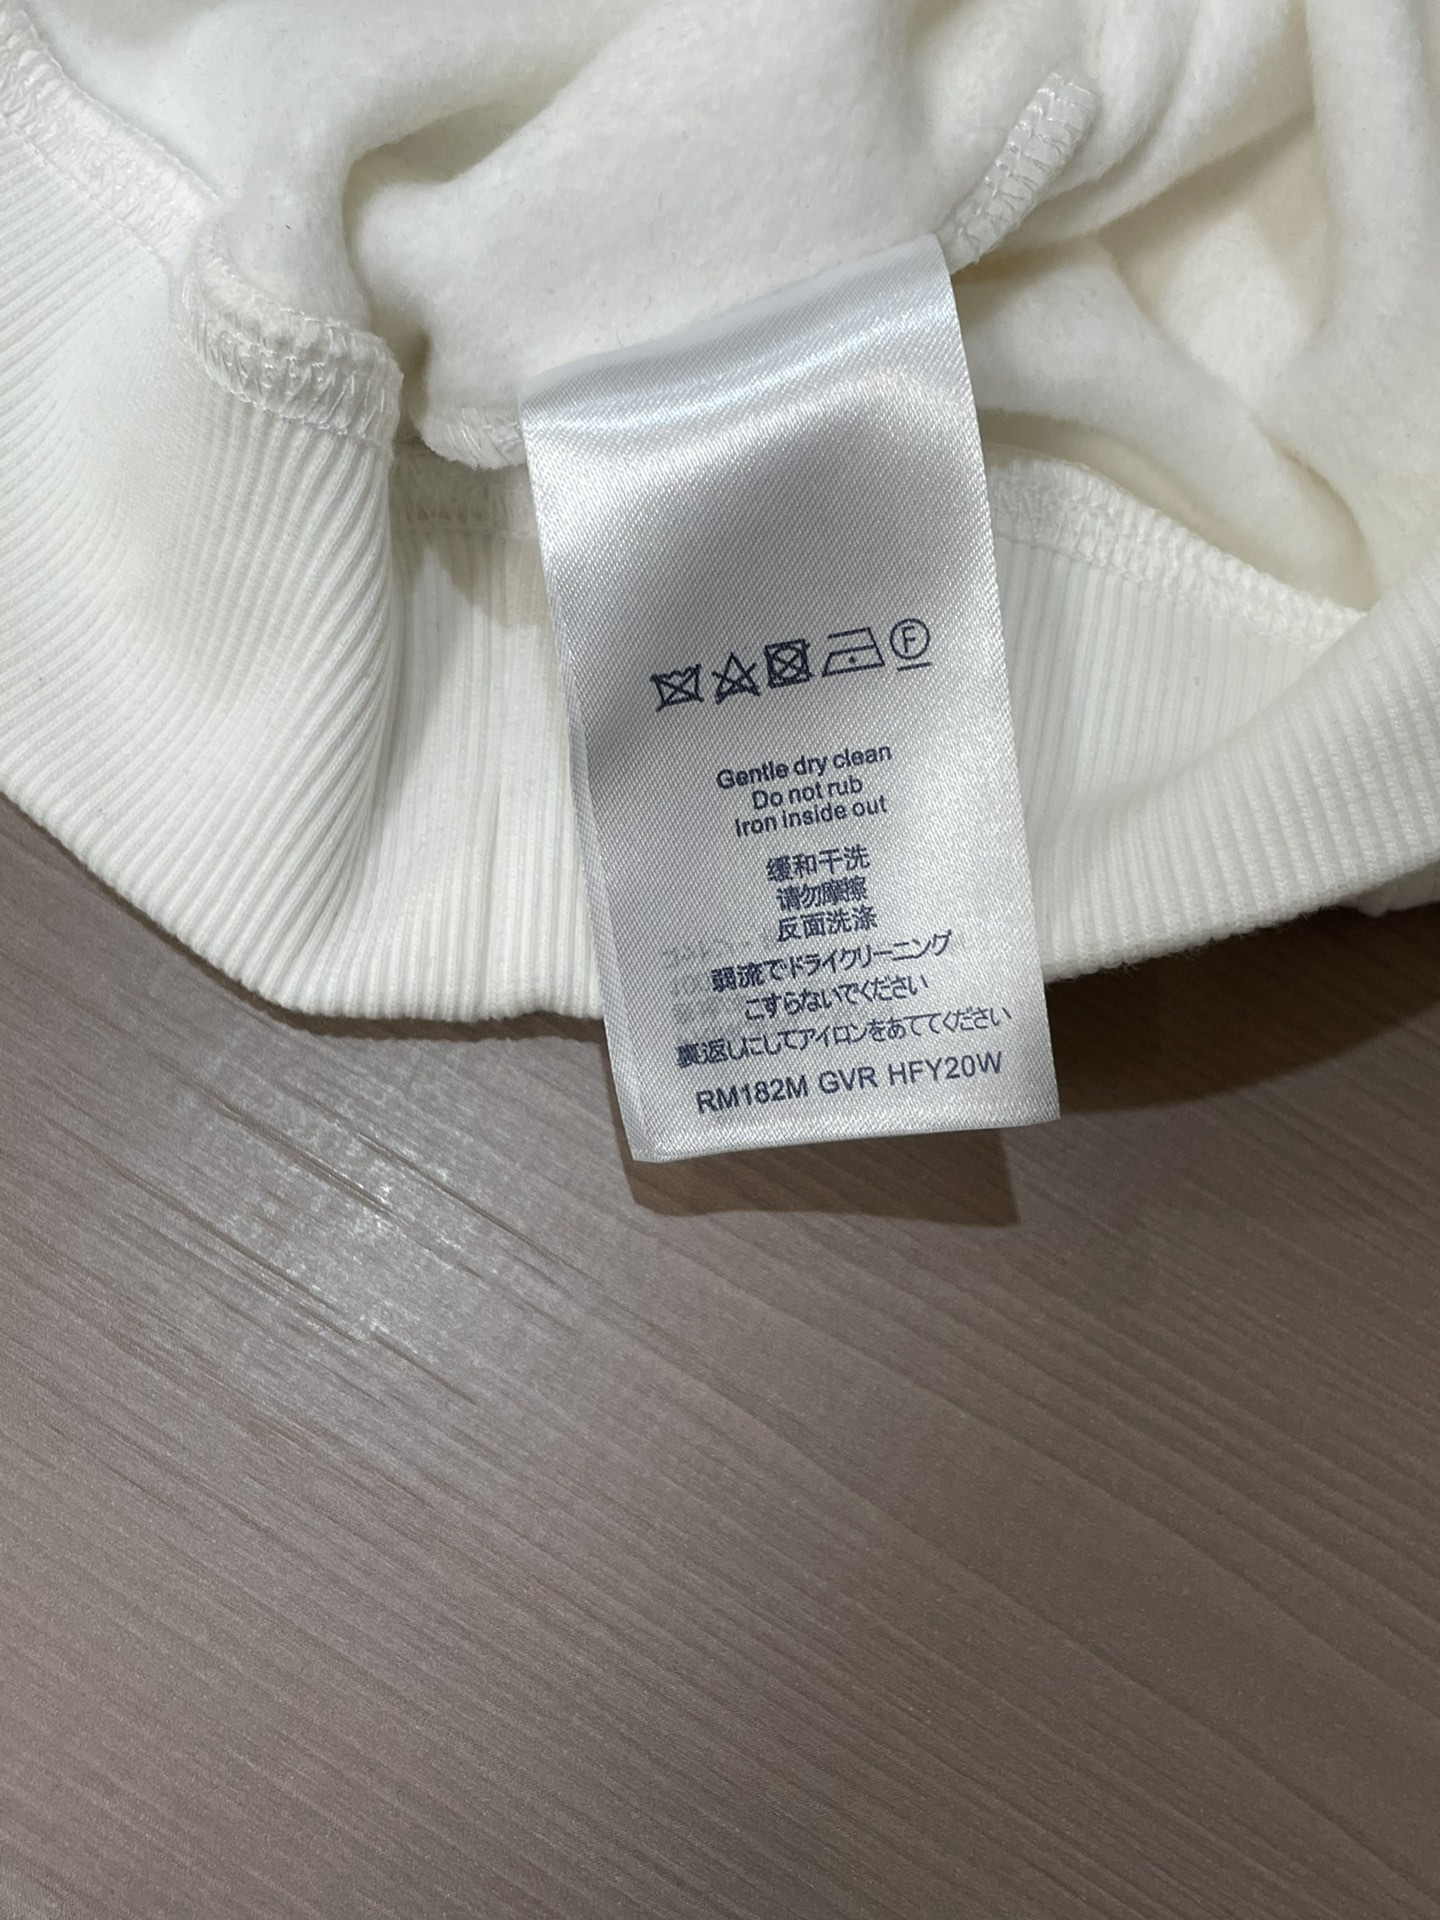 F
Gentle dry clean
Do not rub
Iron inside out
缓和干洗
请勿摩擦
反面洗涤
弱流でドライクリーニング
こすらないでください
裏返しにしてアイロンをあててください
RM182M GVR HFY20W